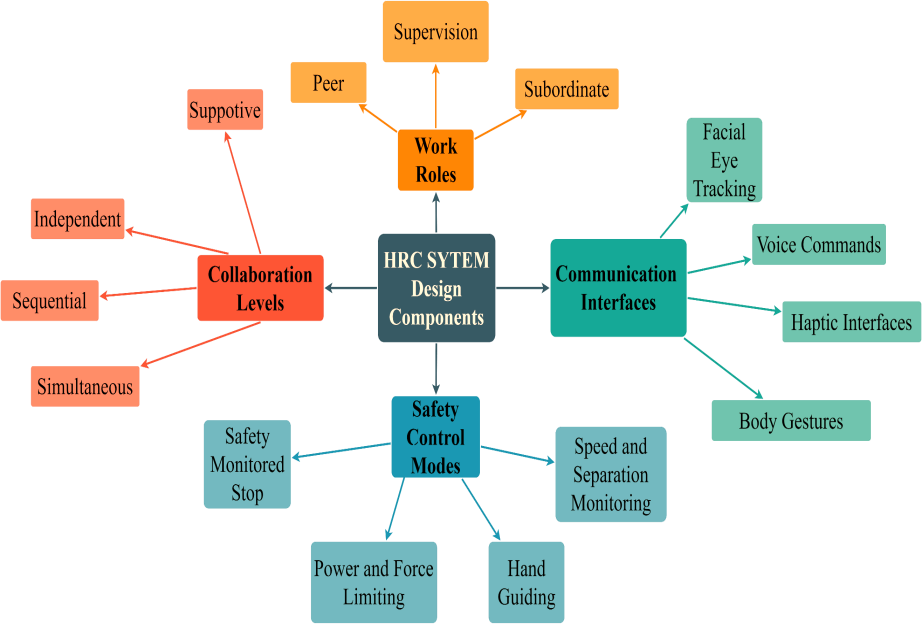 Supervision
Peer
Subordinate
Suppotive
Work
Roles
Facial
Eye
Tracking
Independent
Voice Commands
HRC SYTEM
Design
Components
Collaboration
Levels
Communication
Interfaces
Sequential
Haptic Interfaces
Simultaneous
Body Gestures
Safety
Control
Modes
Safety
Monitored
Stop
Speed and
Separation
Monitoring
Power and Force
Limiting
Hand
Guiding